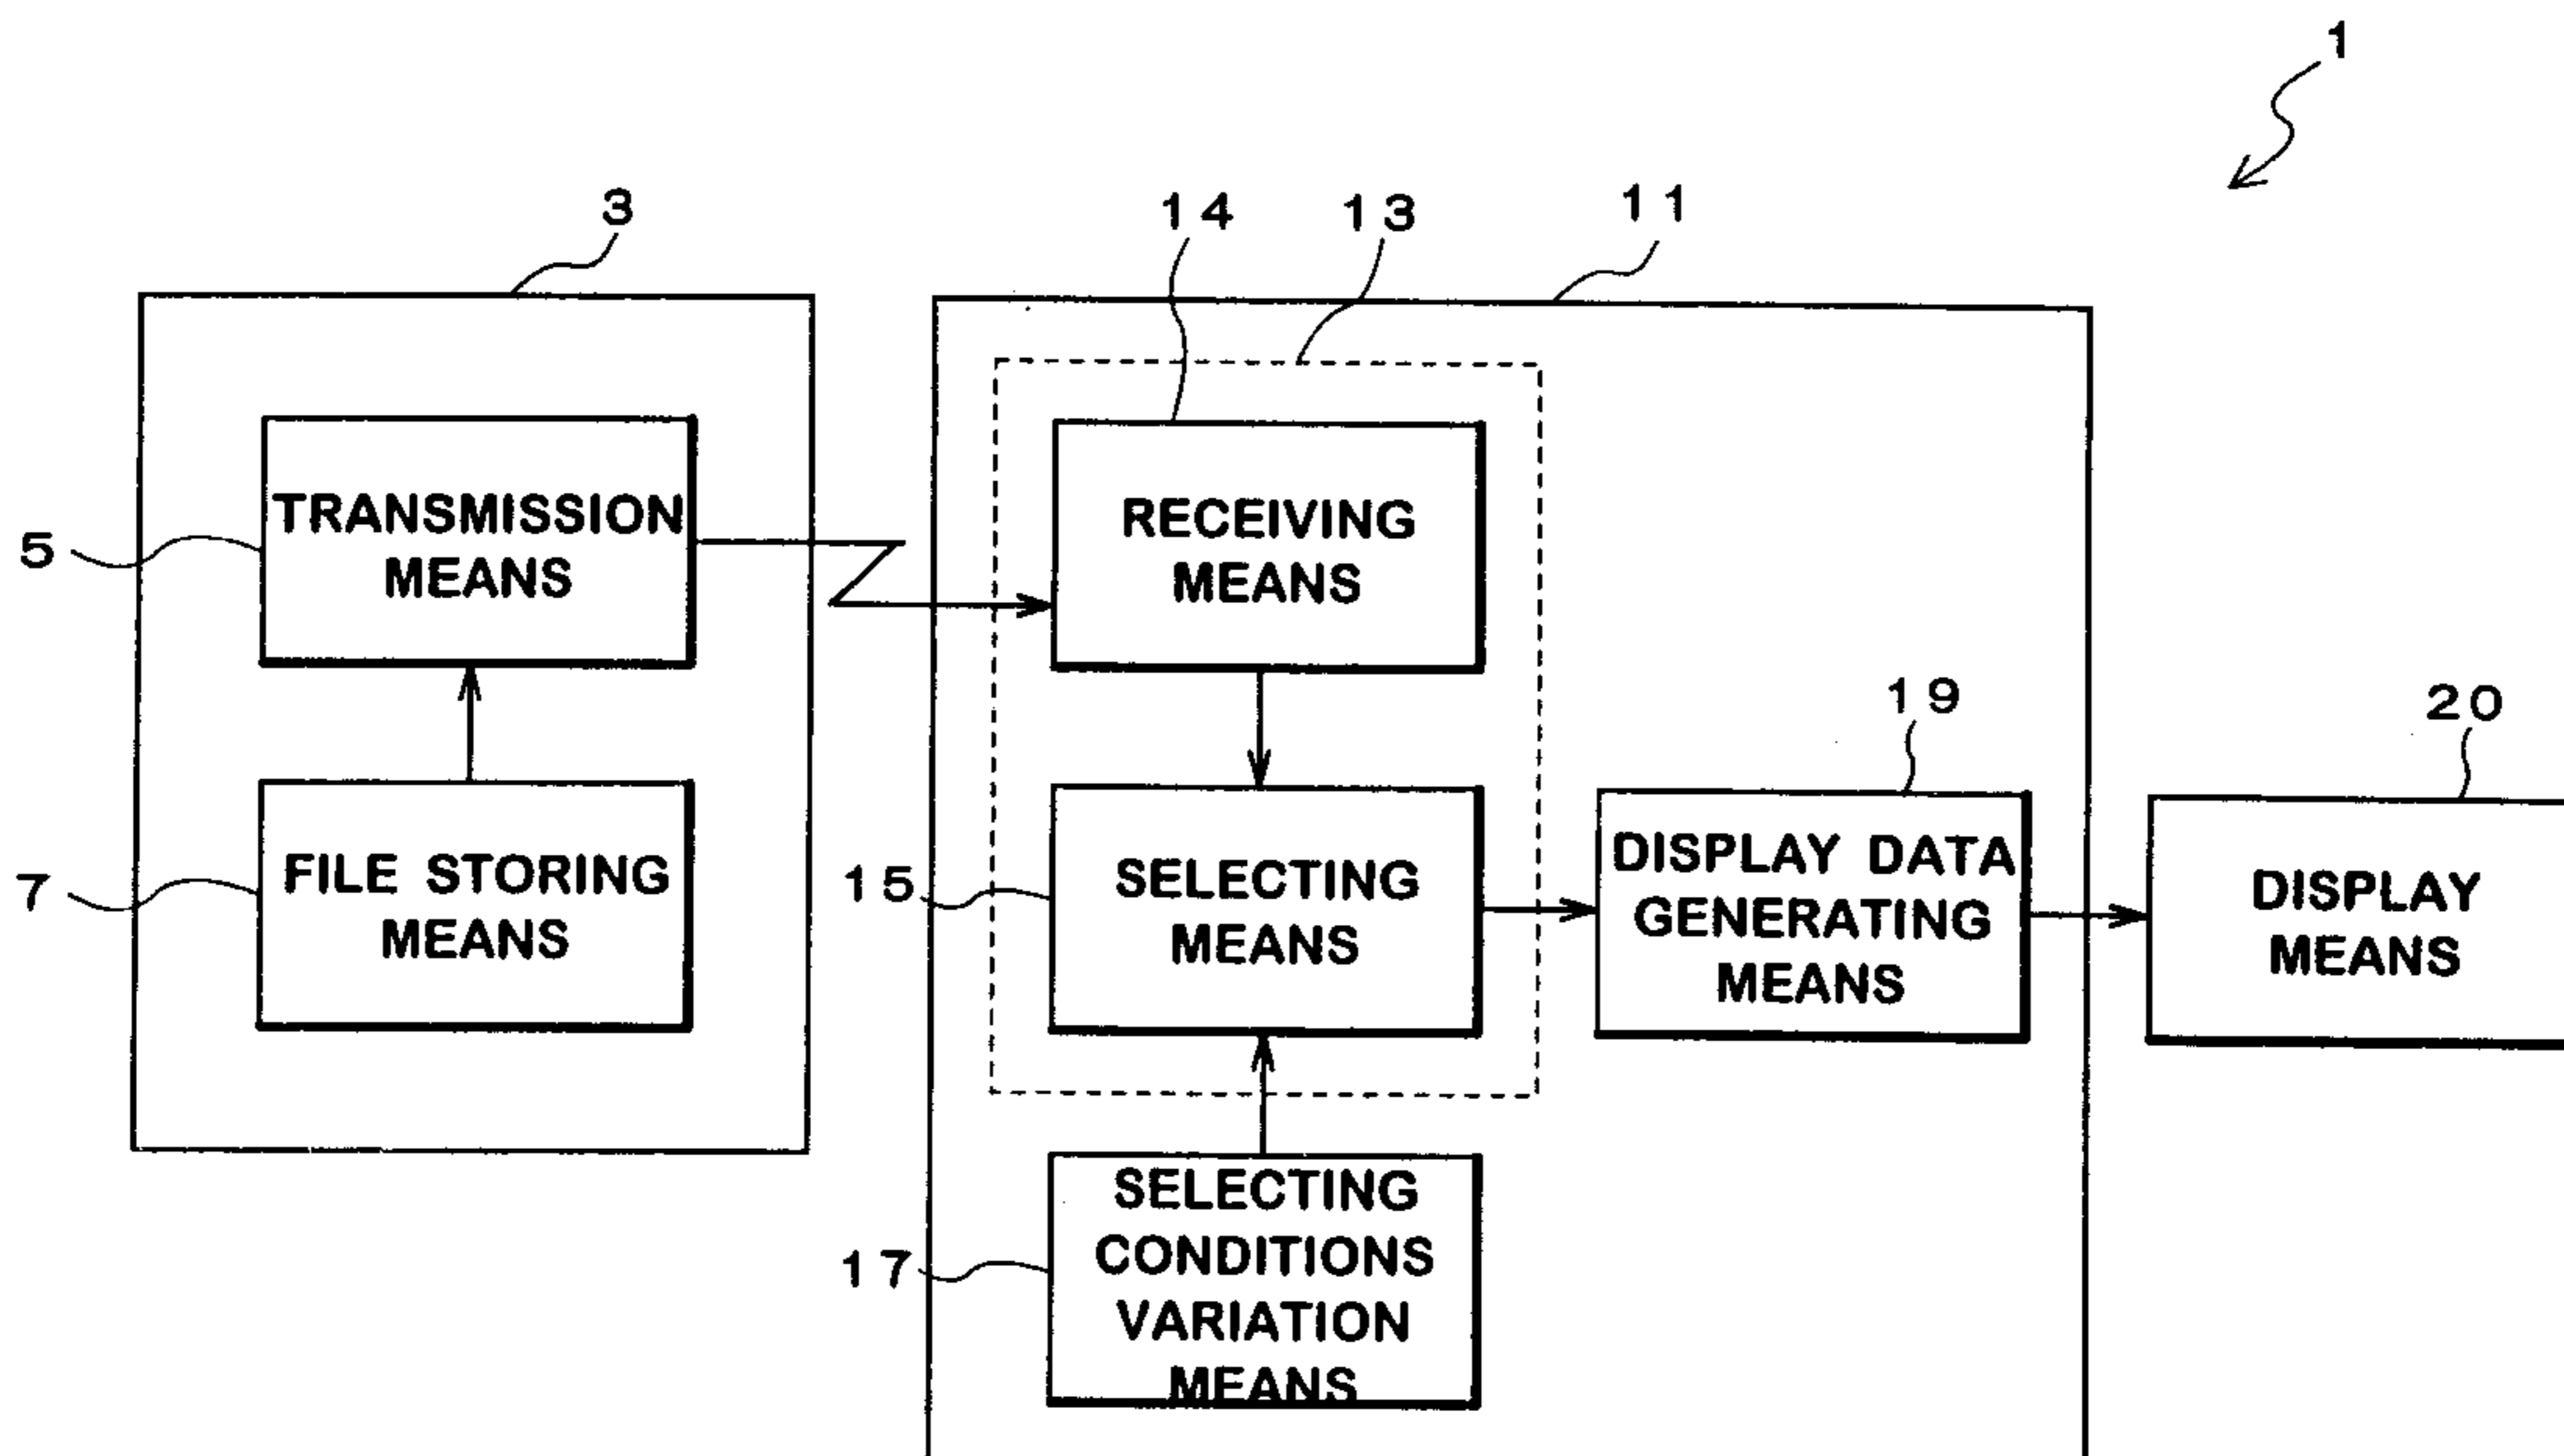 1
3
14
13
11
TRANSMISSION
MEANS
5
RECEIVING
MEANS
19
20
FILE STORING
MEANS
7
15
SELECTING
MEANS
DISPLAY DATA
GENERATING
MEANS
DISPLAY
MEANS
17
SELECTING
CONDITIONS
VARIATION
MEANS